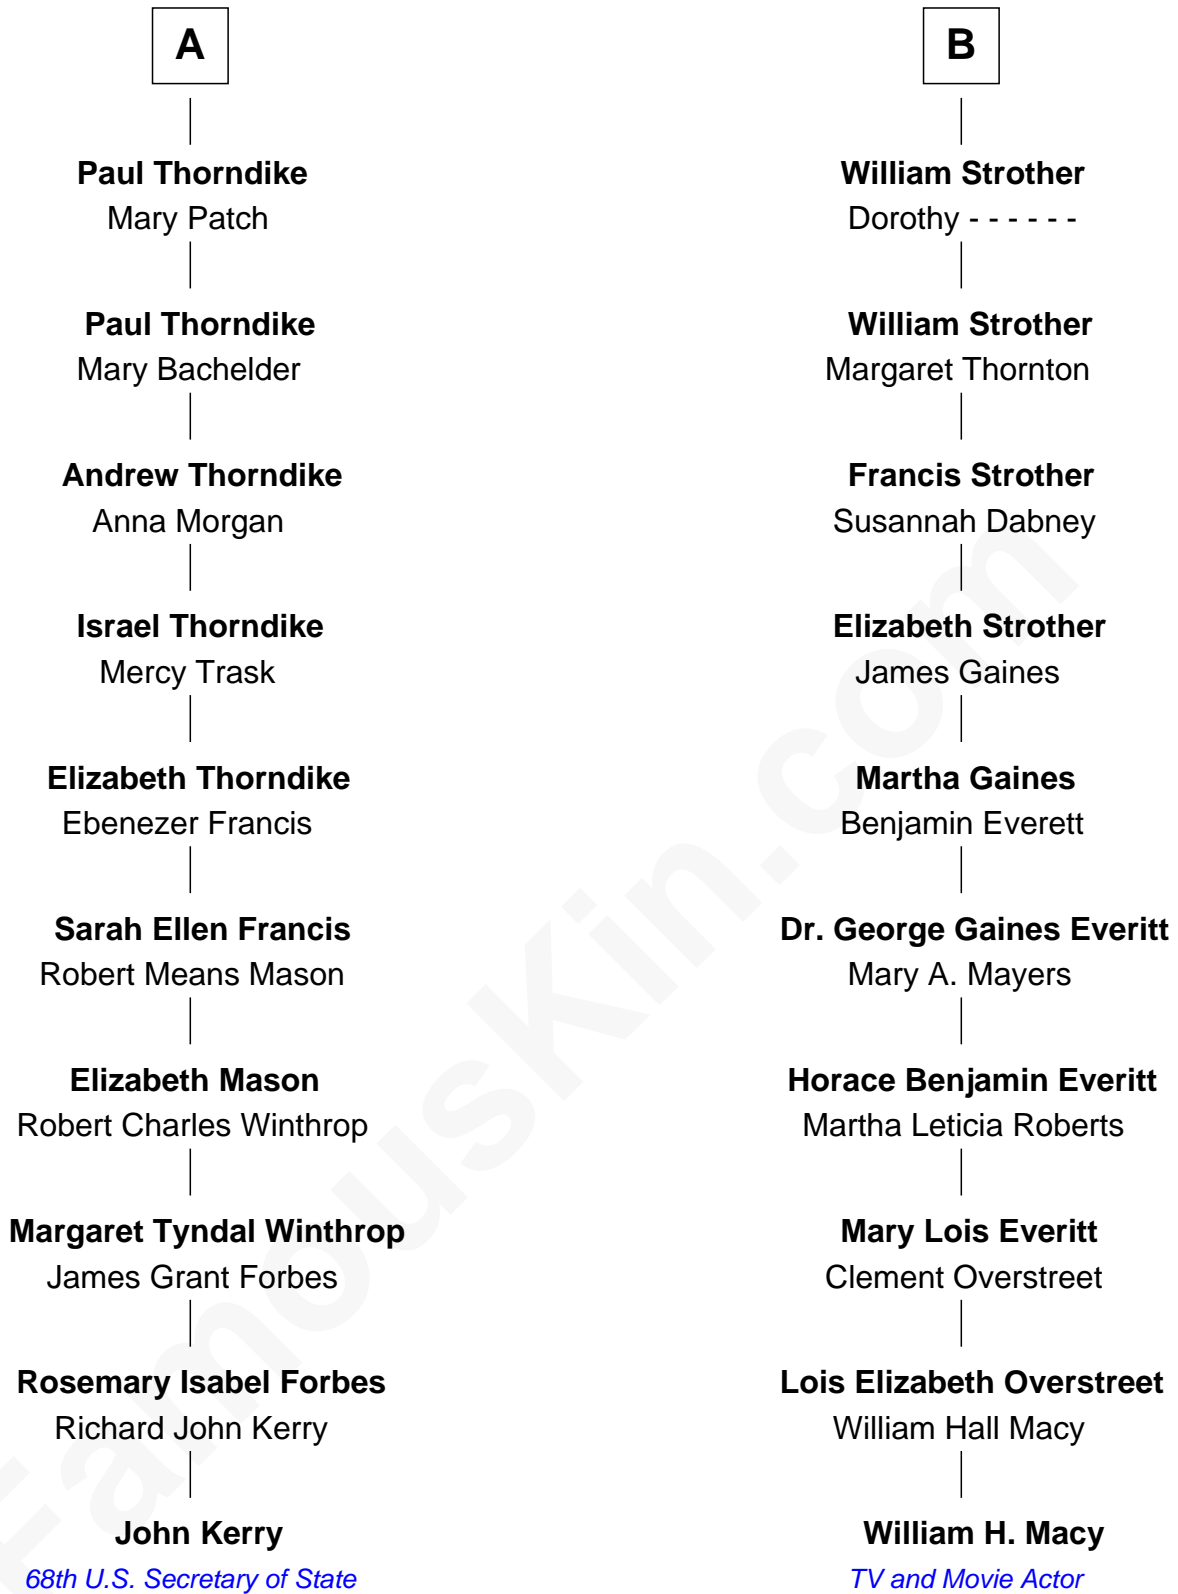 A
Paul Thorndike
Mary Patch
Paul Thorndike
Mary Bachelder
Andrew Thorndike
Anna Morgan
Israel Thorndike
Mercy Trask
Elizabeth Thorndike
Ebenezer Francis
Sarah Ellen Francis
Robert Means Mason
Elizabeth Mason
Robert Charles Winthrop
Margaret Tyndal Winthrop
James Grant Forbes
Rosemary Isabel Forbes
Richard John Kerry
John Kerry
68th U.S. Secretary of State
B
William Strother
Dorothy - - - - - -
William Strother
Margaret Thornton
Francis Strother
Susannah Dabney
Elizabeth Strother
James Gaines
Martha Gaines
Benjamin Everett
Dr. George Gaines Everitt
Mary A. Mayers
Horace Benjamin Everitt
Martha Leticia Roberts
Mary Lois Everitt
Clement Overstreet
Lois Elizabeth Overstreet
William Hall Macy
William H. Macy
TV and Movie Actor
FamousKin.com